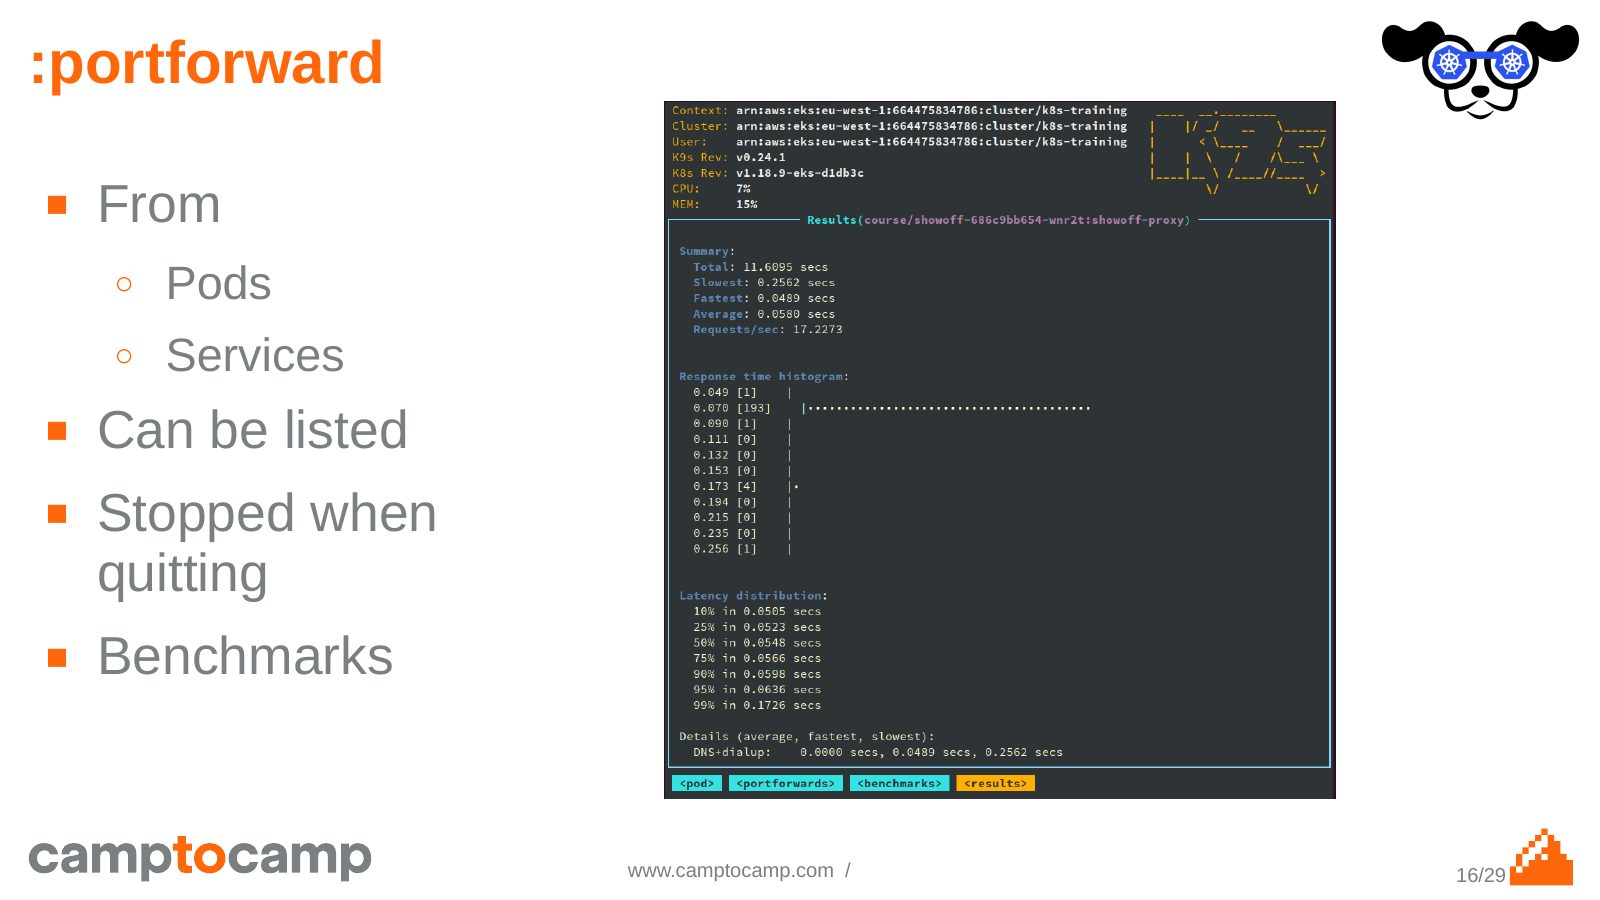 :portforward
From
Pods
Services
Can be listed
Stopped when
quitting
Benchmarks
Context: arn:aws:eks:eu-west-1:664475834786:cluster/k8s-training
Cluster: arn:aws:eks:eu-west-1:664475834786:cluster/k8s-training
User: arn:aws:eks:eu-west-1:664475834786:cluster/k8s-training
K9s Rev: v0.24.1
K8s Rev: v1.18.9-eks-d1db3c
CPU: 7%
MEM: 15%
Results(course/showoff-686c9bb654-wnr2t:showoff-proxy)
Summary:
Total: 11.6095 secs
Slowest: 0.2562 secs
Fastest: 0.0489 secs
Average: 0.0580 secs
Requests/sec: 17.2273
Response time histogram:
0.049 [1] |
0.070 [193] |········································
0.090 [1] |
0.111 [0] |
0.132 [0] |
0.153 [0] |
0.173 [4] |·
0.194 [0] |
0.215 [0] |
0.235 [0] |
0.256 [1] |
Latency distribution:
10% in 0.0505 secs
25% in 0.0523 secs
50% in 0.0548 secs
75% in 0.0566 secs
90% in 0.0598 secs
95% in 0.0636 secs
99% in 0.1726 secs
Details (average, fastest, slowest):
DNS+dialup: 0.0000 secs, 0.0489 secs, 0.2562 secs
<pod> <portforwards> <benchmarks> <results>
camptocamp
www.camptocamp.com /
16/29